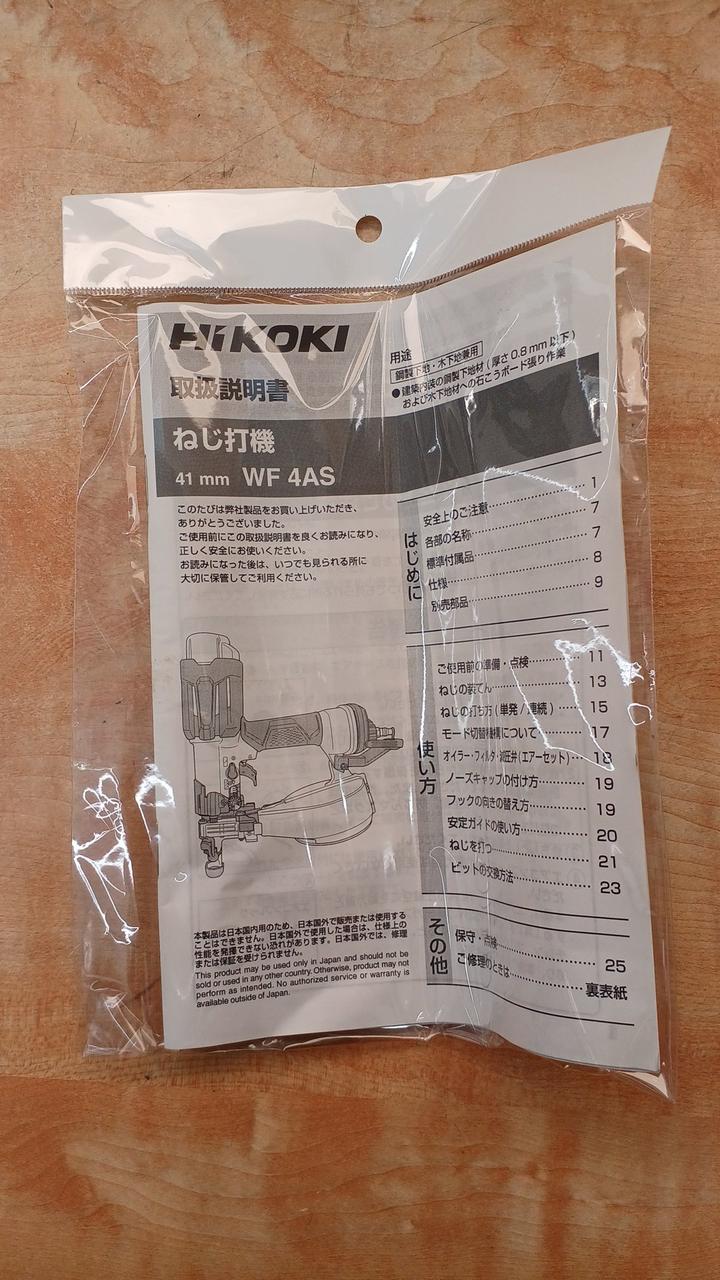 HiKOKI
取扱説明書
ねじ打機
41 mm WF 4AS
用途
鋼製下地・木下地兼用
●建築内装の鋼製下地材(厚さ0.8mm以下)
および木下地材への石こうボード張り作業
このたびは弊社製品をお買い上げいただき、
ありがとうございました。
ご使用前にこの取扱説明書を良くお読みになり、
正しく安全にお使いください。
お読みになった後は、いつでも見られる所に
大切に保管してご利用ください。
はじめに
安全上のご注意 1
各部の名称 7
標準付属品 7
仕様 8
別売部品 9
使い方
ご使用前の準備・点検 11
ねじの装てん 13
ねじの打ち方(単発/連続) 15
モード切替機構について 17
オイラー・フィルタ・減圧弁(エアーセット) 18
ノーズキャップの付け方 19
フックの向きの替え方 19
安定ガイドの使い方 20
ねじを打つ 21
ビットの交換方法 23
その他
保守・点検 25
ご修理のときは 裏表紙
本製品は日本国内用のため、日本国外で販売または使用する
ことはできません。日本国外で使用した場合は、仕様上の
性能を発揮できない恐れがあります。日本国外では、修理
または保証を受けられません。
This product may be used only in Japan and should not be
sold or used in any other country. Otherwise, product may not
perform as intended. No authorized service or warranty is
available outside of Japan.